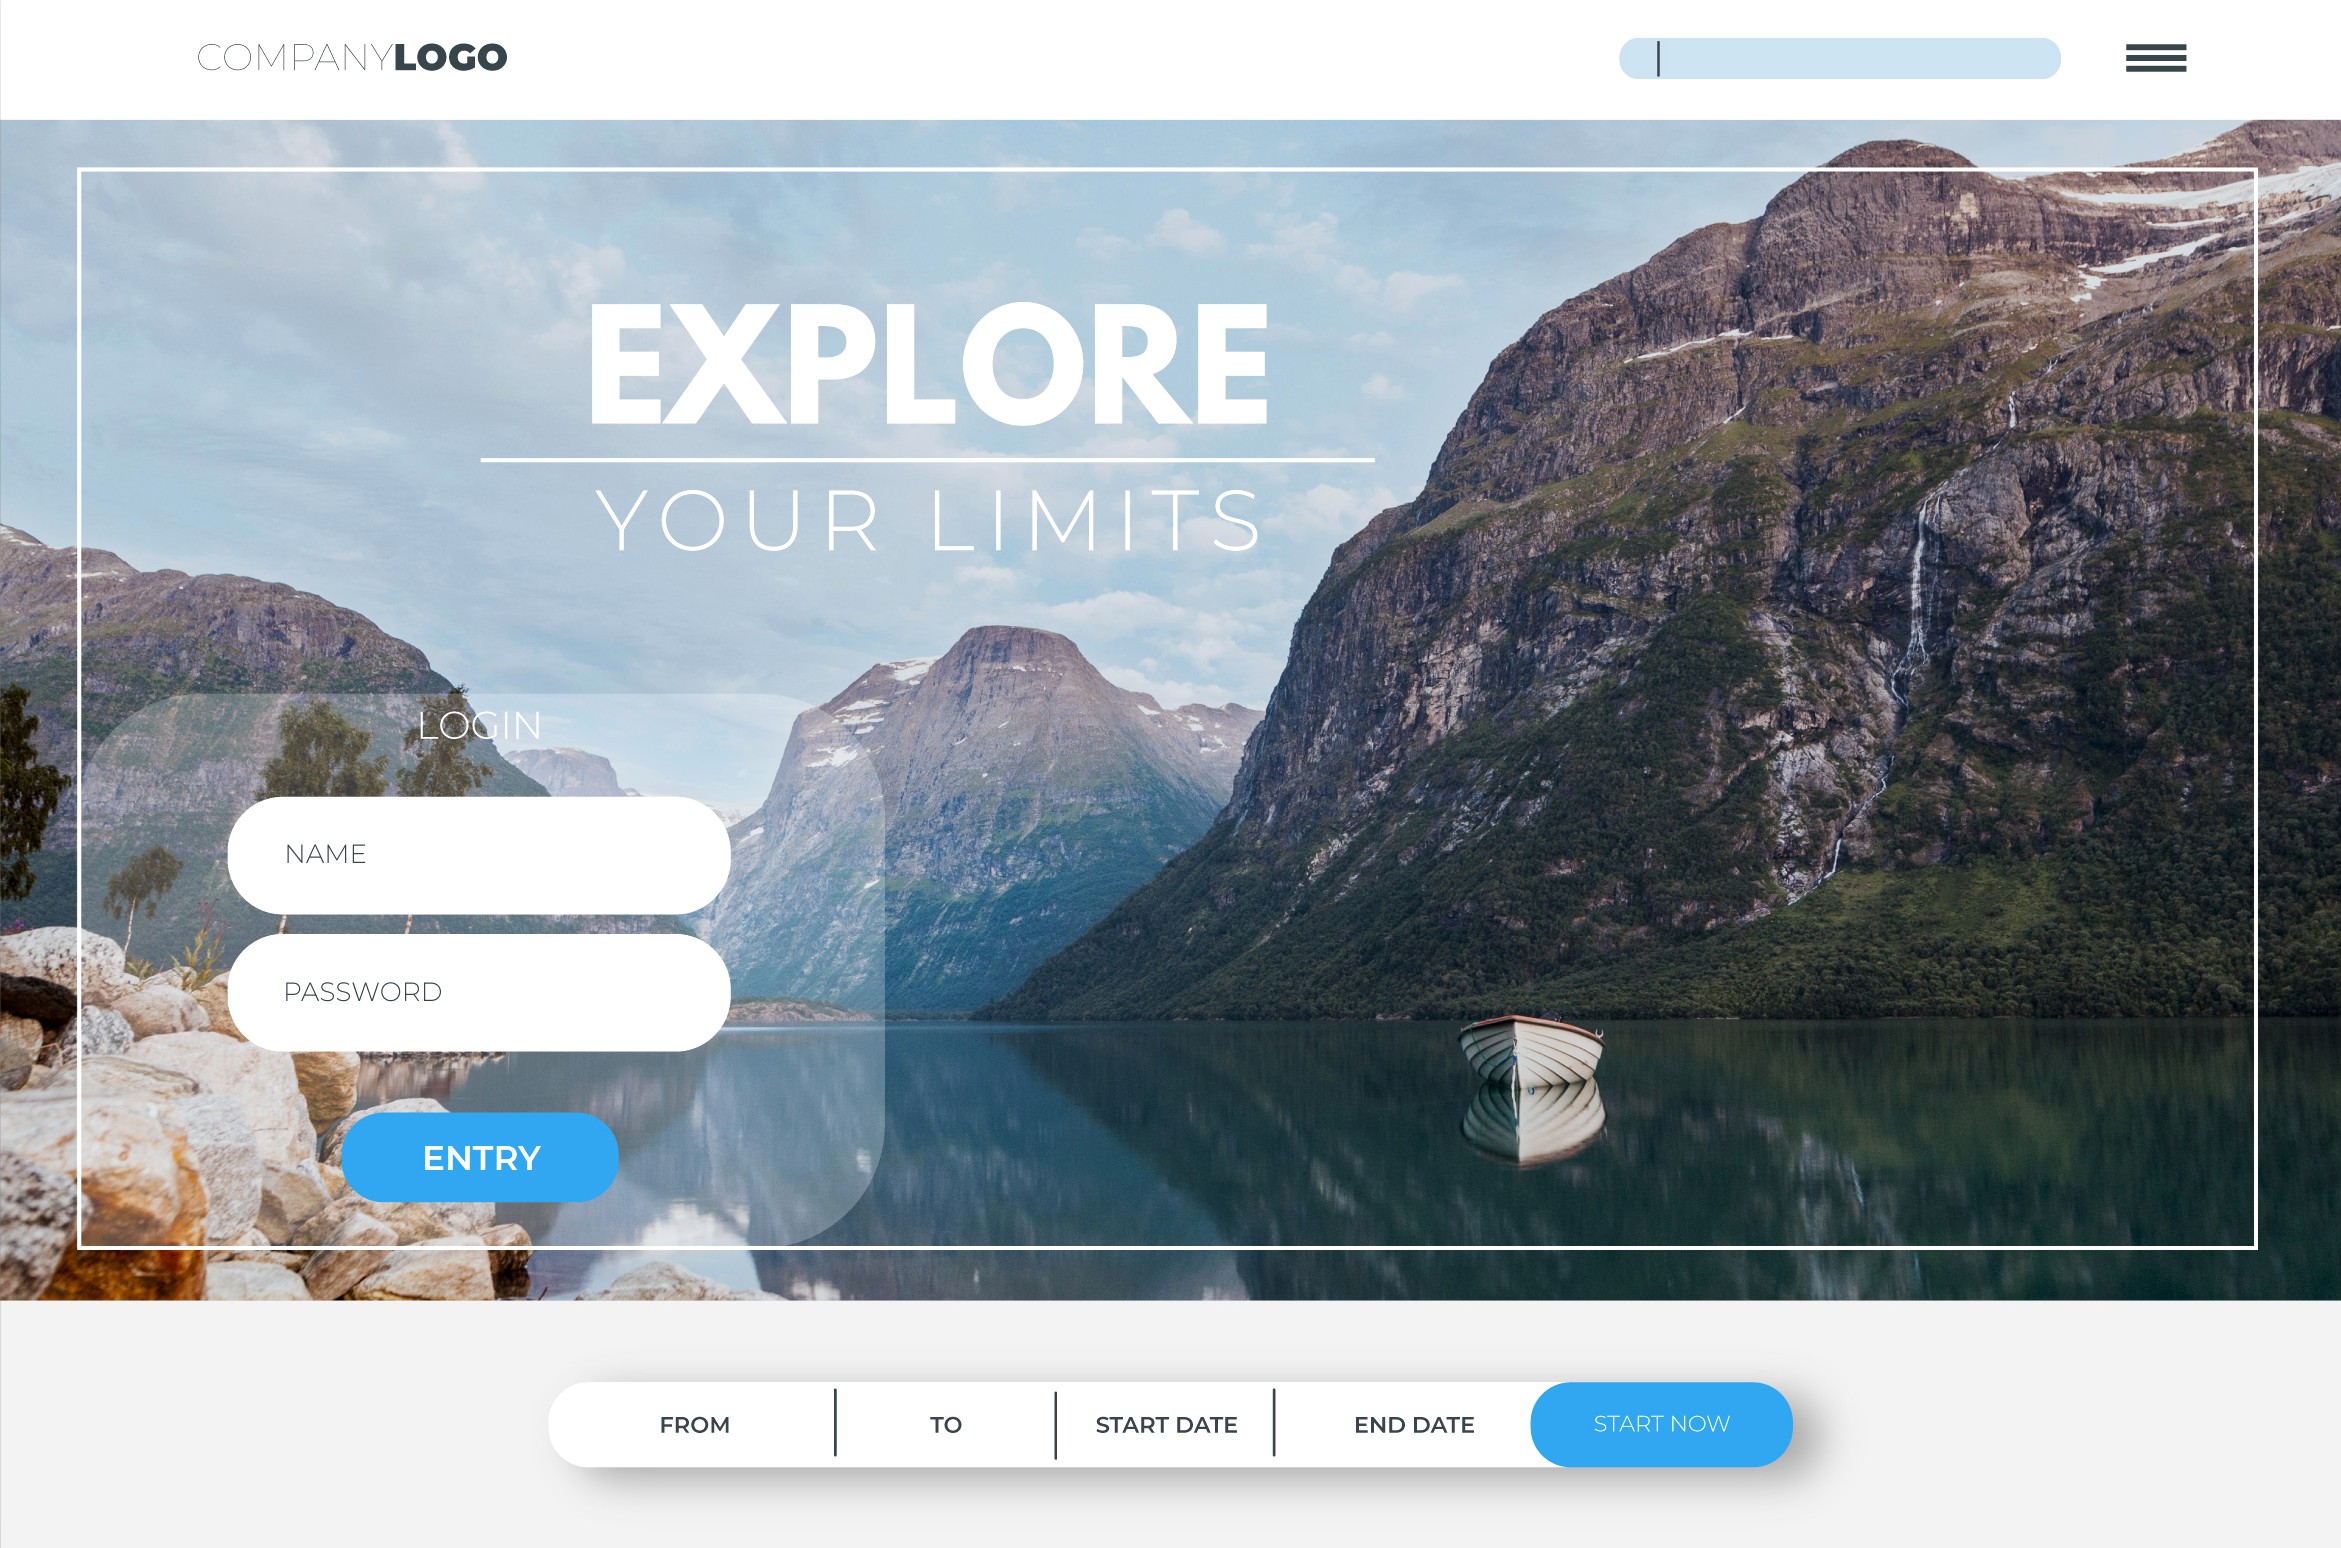 COMPANYLOGO
EXPLORE
YOUR LIMITS
LOGIN
NAME
PASSWORD
ENTRY
FROM TO START DATE END DATE START NOW